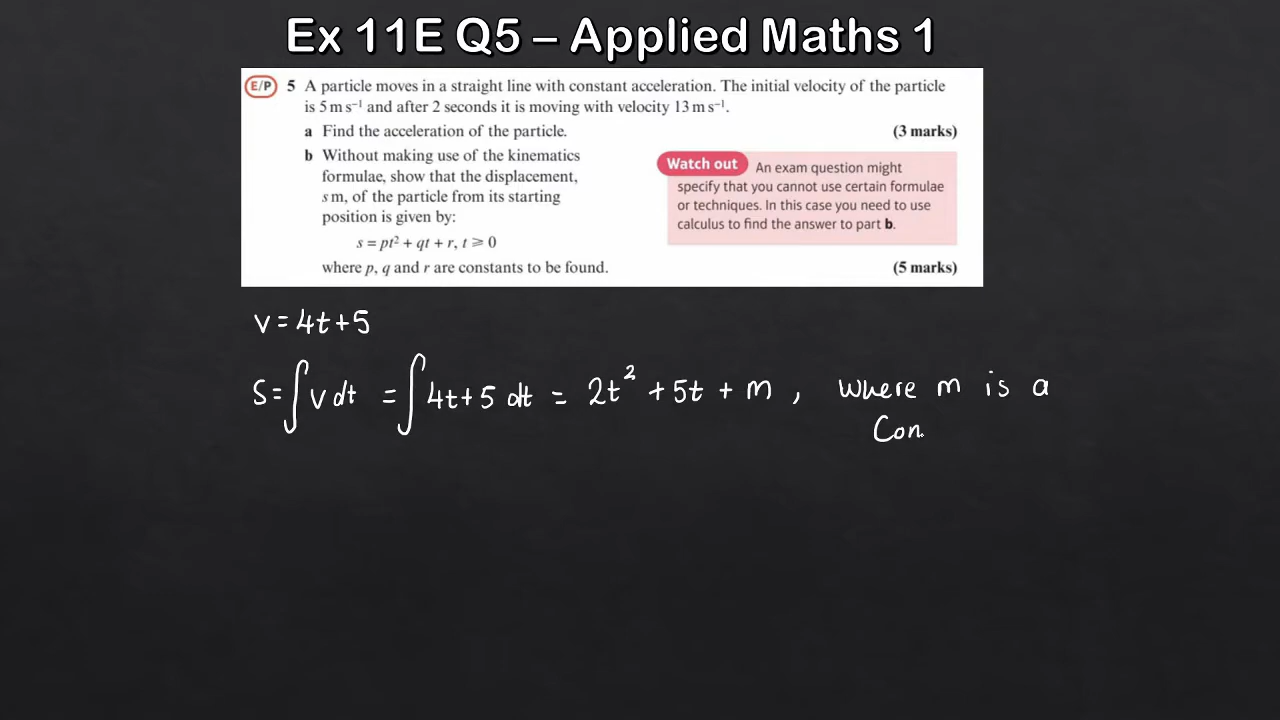 Ex 11E Q5 – Applied Maths 1
E/P 5 A particle moves in a straight line with constant acceleration. The initial velocity of the particle
is 5 m s⁻¹ and after 2 seconds it is moving with velocity 13 m s⁻¹.
a Find the acceleration of the particle. (3 marks)
b Without making use of the kinematics
formulae, show that the displacement,
s m, of the particle from its starting
position is given by:
s = pt² + qt + r, t ⩾ 0
where p, q and r are constants to be found. (5 marks)
Watch out An exam question might
specify that you cannot use certain formulae
or techniques. In this case you need to use
calculus to find the answer to part b.
v = 4t + 5
S = ∫ v dt = ∫ 4t + 5 dt = 2t² + 5t + m , where m is a
Con